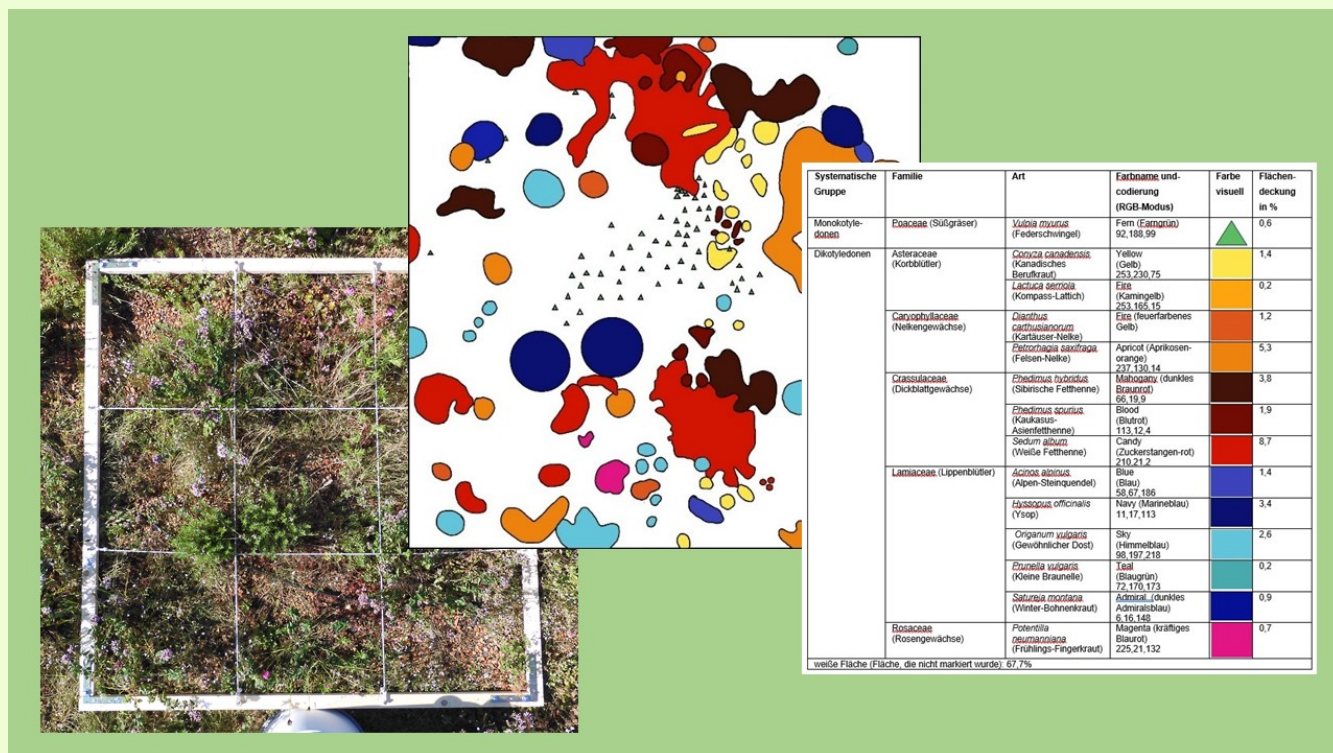 Systematische Gruppe Familie Art Farbname und-codierung (RGB-Modus) Farbe visuell Flächen-deckung in %
Monokotyle-donen Poaceae (Süßgräser) Vulpia myurus (Federschwingel) Fern (Farngrün) 92,188,99 0,6
Dikotyledonen Asteraceae (Korbblütler) Conyza canadensis (Kanadisches Berufkraut) Yellow (Gelb) 253,230,75 1,4
Lactuca serriola (Kompass-Lattich) Fire (Kamingelb) 253,165,15 0,2
Caryophyllaceae (Nelkengewächse) Dianthus carthusianorum (Kartäuser-Nelke) Fire (feuerfarbenes Gelb) 1,2
Petrorhagia saxifraga (Felsen-Nelke) Apricot (Aprikosen-orange) 237,130,14 5,3
Crassulaceae (Dickblattgewächse) Phedimus hybridus (Sibirische Fetthenne) Mahogany (dunkles Braunrot) 66,19,9 3,8
Phedimus spurius (Kaukasus-Asienfetthenne) Blood (Blutrot) 113,12,4 1,9
Sedum album (Weiße Fetthenne) Candy (Zuckerstangen-rot) 210,21,2 8,7
Lamiaceae (Lippenblütler) Acinos alpinus (Alpen-Steinquendel) Blue (Blau) 58,67,186 1,4
Hyssopus officinalis (Ysop) Navy (Marineblau) 11,17,113 3,4
Origanum vulgaris (Gewöhnlicher Dost) Sky (Himmelblau) 98,197,218 2,6
Prunella vulgaris (Kleine Braunelle) Teal (Blaugrün) 72,170,173 0,2
Satureja montana (Winter-Bohnenkraut) Admiral (dunkles Admiralsblau) 6,16,148 0,9
Rosaceae (Rosengewächse) Potentilla neumanniana (Frühlings-Fingerkraut) Magenta (kräftiges Blaurot) 225,21,132 0,7
weiße Fläche (Fläche, die nicht markiert wurde): 67,7%